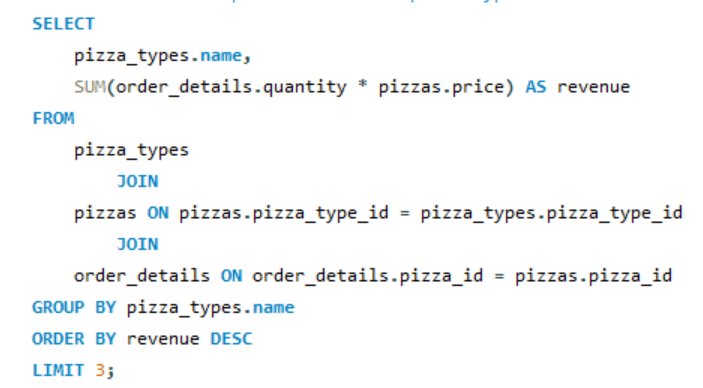 SELECT
pizza_types.name,
SUM(order_details.quantity * pizzas.price) AS revenue
FROM
pizza_types
JOIN
pizzas ON pizzas.pizza_type_id = pizza_types.pizza_type_id
JOIN
order_details ON order_details.pizza_id = pizzas.pizza_id
GROUP BY pizza_types.name
ORDER BY revenue DESC
LIMIT 3;